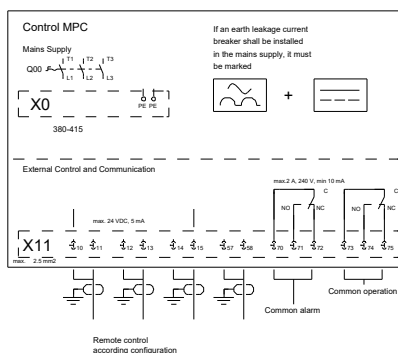 Control MPC
Mains Supply
Q00
T1 T2 T3
L1 L2 L3
X0
PE PE
380-415
If an earth leakage current
breaker shall be installed
in the mains supply, it must
be marked
+
External Control and Communication
max. 24 VDC, 5 mA
max.2 A, 240 V, min 10 mA
C C
NO NC NO NC
X11
10 11 12 13 14 15 57 58 70 71 72 73 74 75
max. 2.5 mm2
Common operation
Common alarm
Remote control
according configuration